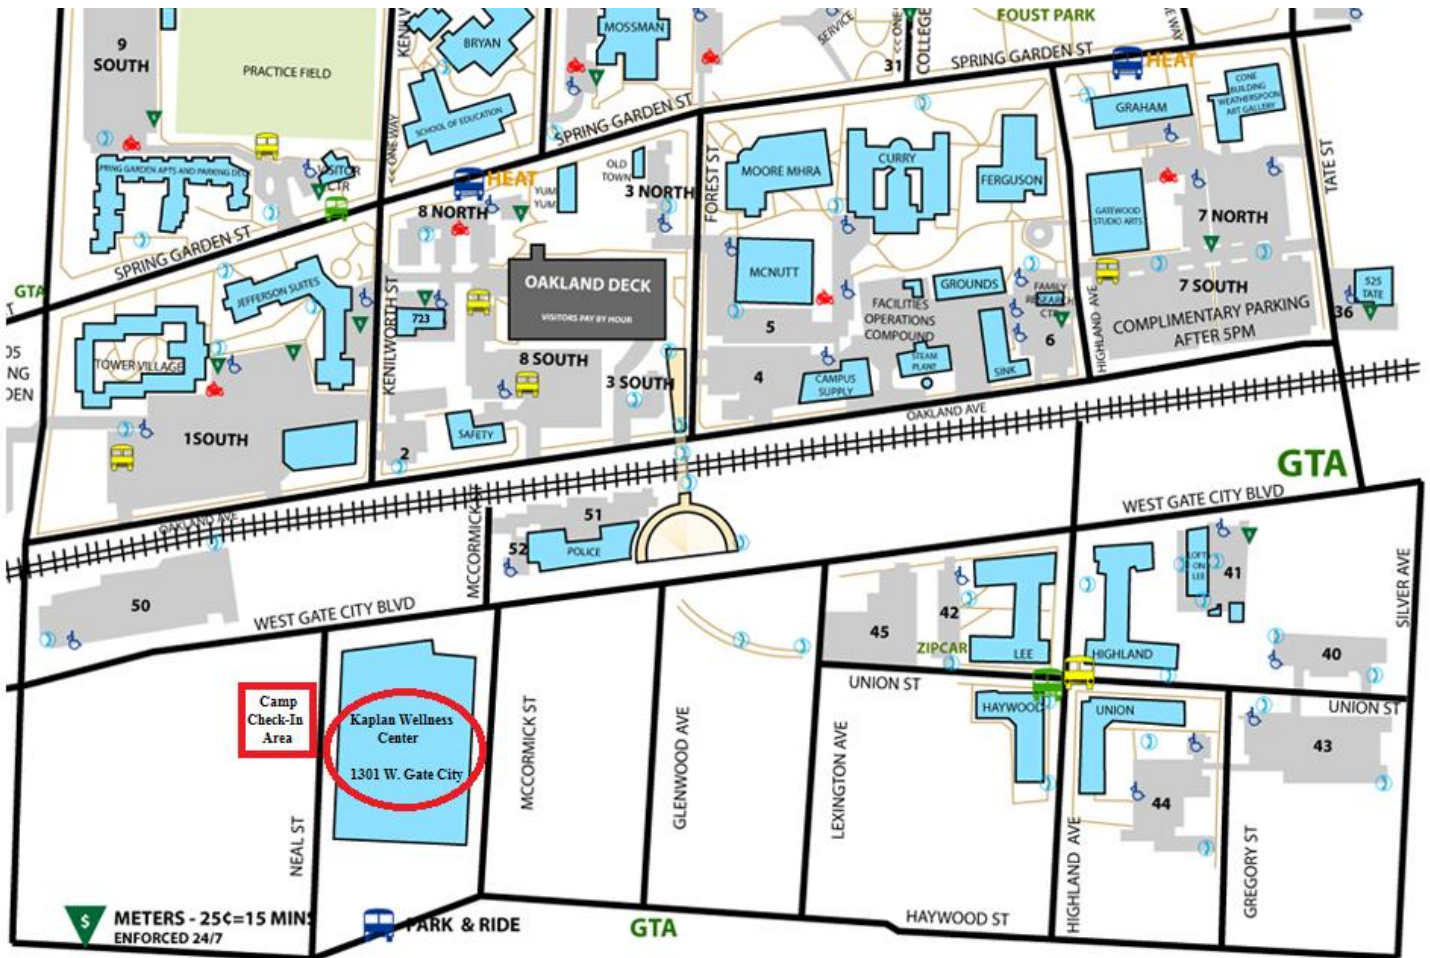 9
SOUTH
PRACTICE FIELD
BRYAN
MOSSMAN
SERVICE
<< ONE
COLLEGE
31
FOUST PARK
SPRING GARDEN ST
HEAT
E WAY
GRAHAM
CONE
BUILDING
WEATHERSPOON
ART GALLERY
KENILW
SCHOOL OF EDUCATION
SPRING GARDEN ST
<< ONE WAY
PRING GARDEN APTS AND PARKING DECK
VISITOR
CTR
HEAT
YUM
YUM
OLD
TOWN
3 NORTH
8 NORTH
FOREST ST
MOORE MHRA
CURRY
FERGUSON
GATEWOOD
STUDIO ARTS
7 NORTH
TATE ST
SPRING GARDEN ST
GTA
JEFFERSON SUITES
KENILWORTH ST
723
OAKLAND DECK
VISITORS PAY BY HOUR
MCNUTT
5
FACILITIES
OPERATIONS
COMPOUND
GROUNDS
FAMILY
RESEARCH
CTR
HIGHLAND AVE
7 SOUTH
COMPLIMENTARY PARKING
AFTER 5PM
525
TATE
36
TOWER VILLAGE
05
NG
DEN
8 SOUTH
3 SOUTH
4
CAMPUS
SUPPLY
STEAM
PLANT
SINK
6
OAKLAND AVE
1SOUTH
2
SAFETY
GTA
OAKLAND AVE
MCCORMICK
51
52
POLICE
WEST GATE CITY BLVD
50
WEST GATE CITY BLVD
45
42
ZIPCAR
LEE
HIGHLAND
LOFTS
ON
LEE
41
40
SILVER AVE
UNION ST
UNION ST
Camp
Check-In
Area
Kaplan Wellness
Center
1301 W. Gate City
HAYWOOD
UNION
43
44
NEAL ST
MCCORMICK ST
GLENWOOD AVE
LEXINGTON AVE
HIGHLAND AVE
GREGORY ST
HAYWOOD ST
$ METERS - 25¢=15 MINS
ENFORCED 24/7
PARK & RIDE
GTA